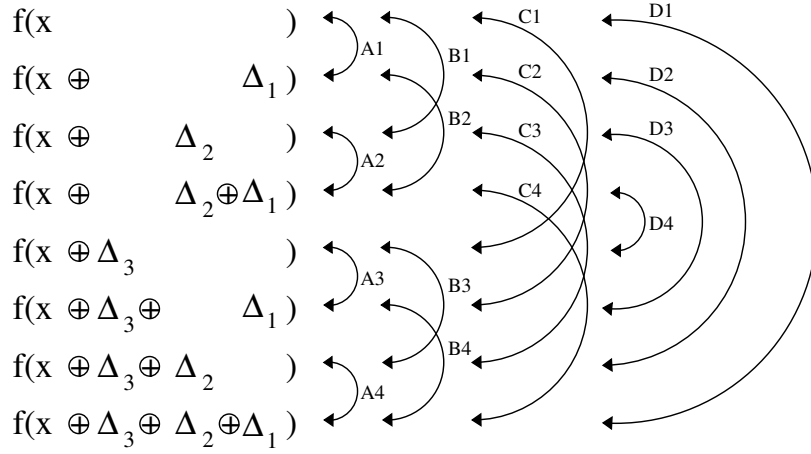 f(x ) A1 B1 C1 D1
f(x ⊕ Δ₁) C2 D2
f(x ⊕ Δ₂ ) A2 B2 C3 D3
f(x ⊕ Δ₂⊕Δ₁) C4 D4
f(x ⊕Δ₃ ) A3 B3
f(x ⊕Δ₃⊕ Δ₁)
f(x ⊕Δ₃⊕ Δ₂ ) A4 B4
f(x ⊕Δ₃⊕ Δ₂⊕Δ₁)